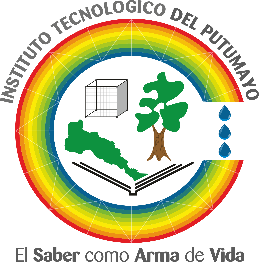 INSTITUTO TECNOLOGICO DEL PUTUMAYO
El Saber como Arma de Vida